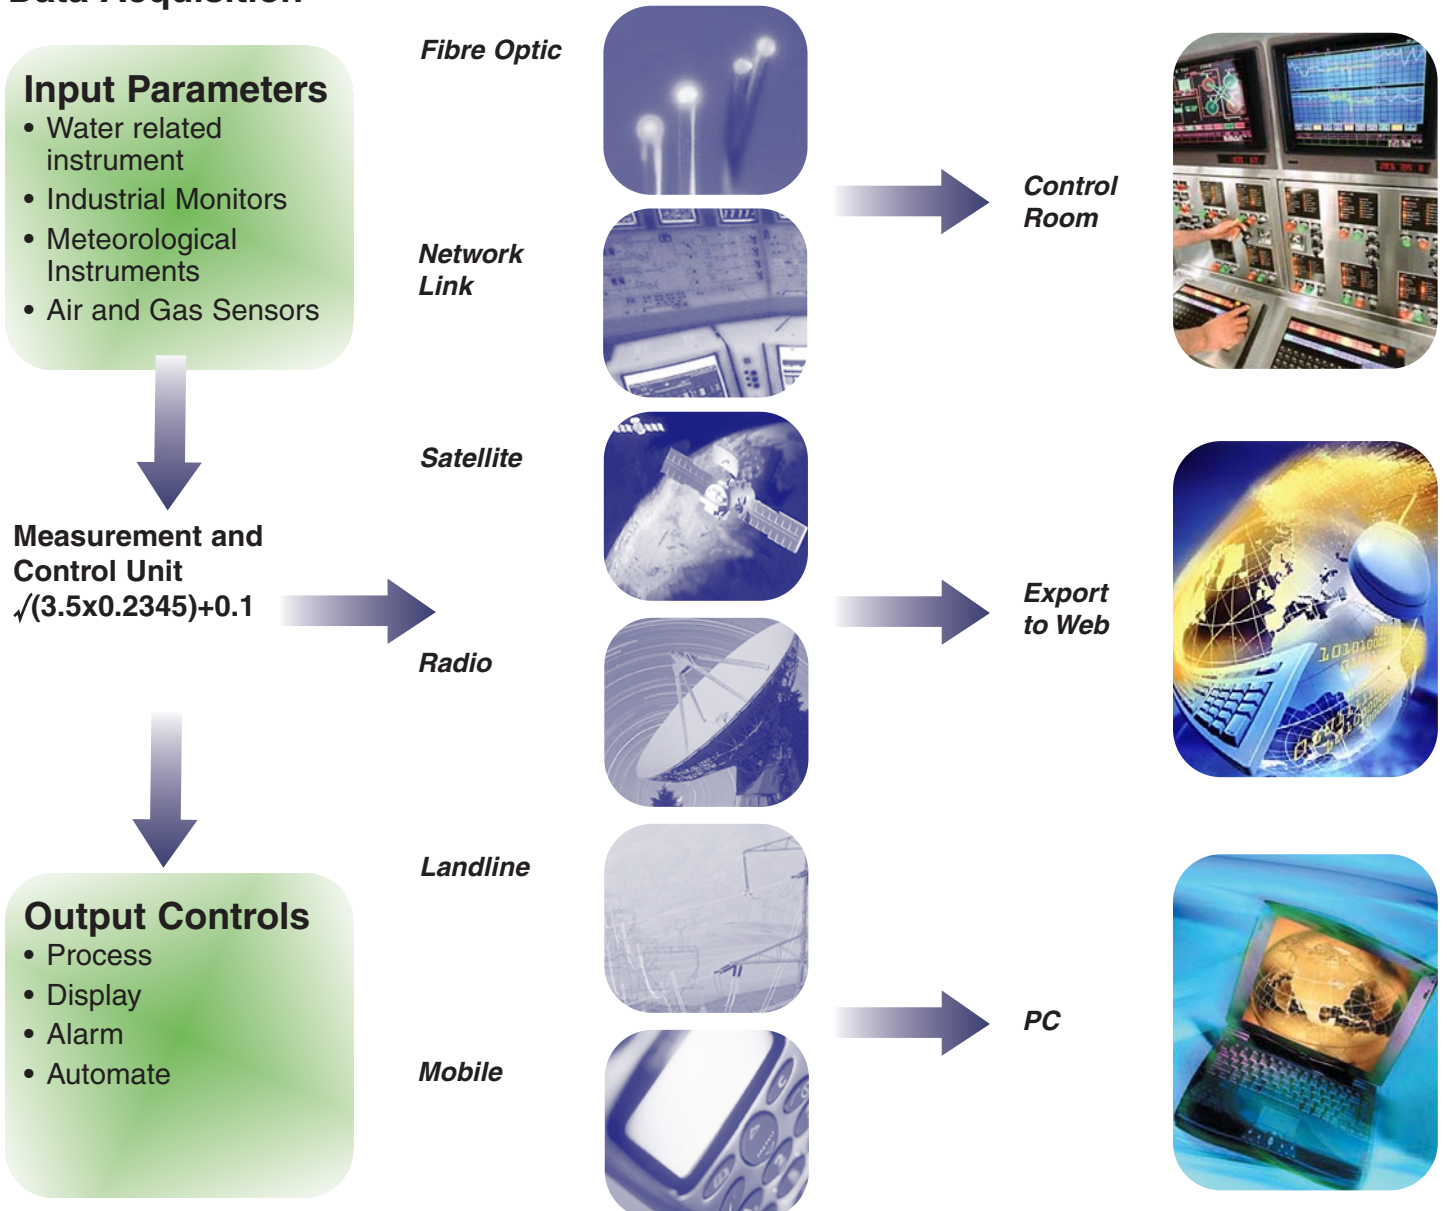 Data Acquisition
Input Parameters
• Water related
instrument
• Industrial Monitors
• Meteorological
Instruments
• Air and Gas Sensors
Measurement and
Control Unit
√(3.5x0.2345)+0.1
Output Controls
• Process
• Display
• Alarm
• Automate
Fibre Optic
Network
Link
Satellite
Radio
Landline
Mobile
Control
Room
Export
to Web
PC